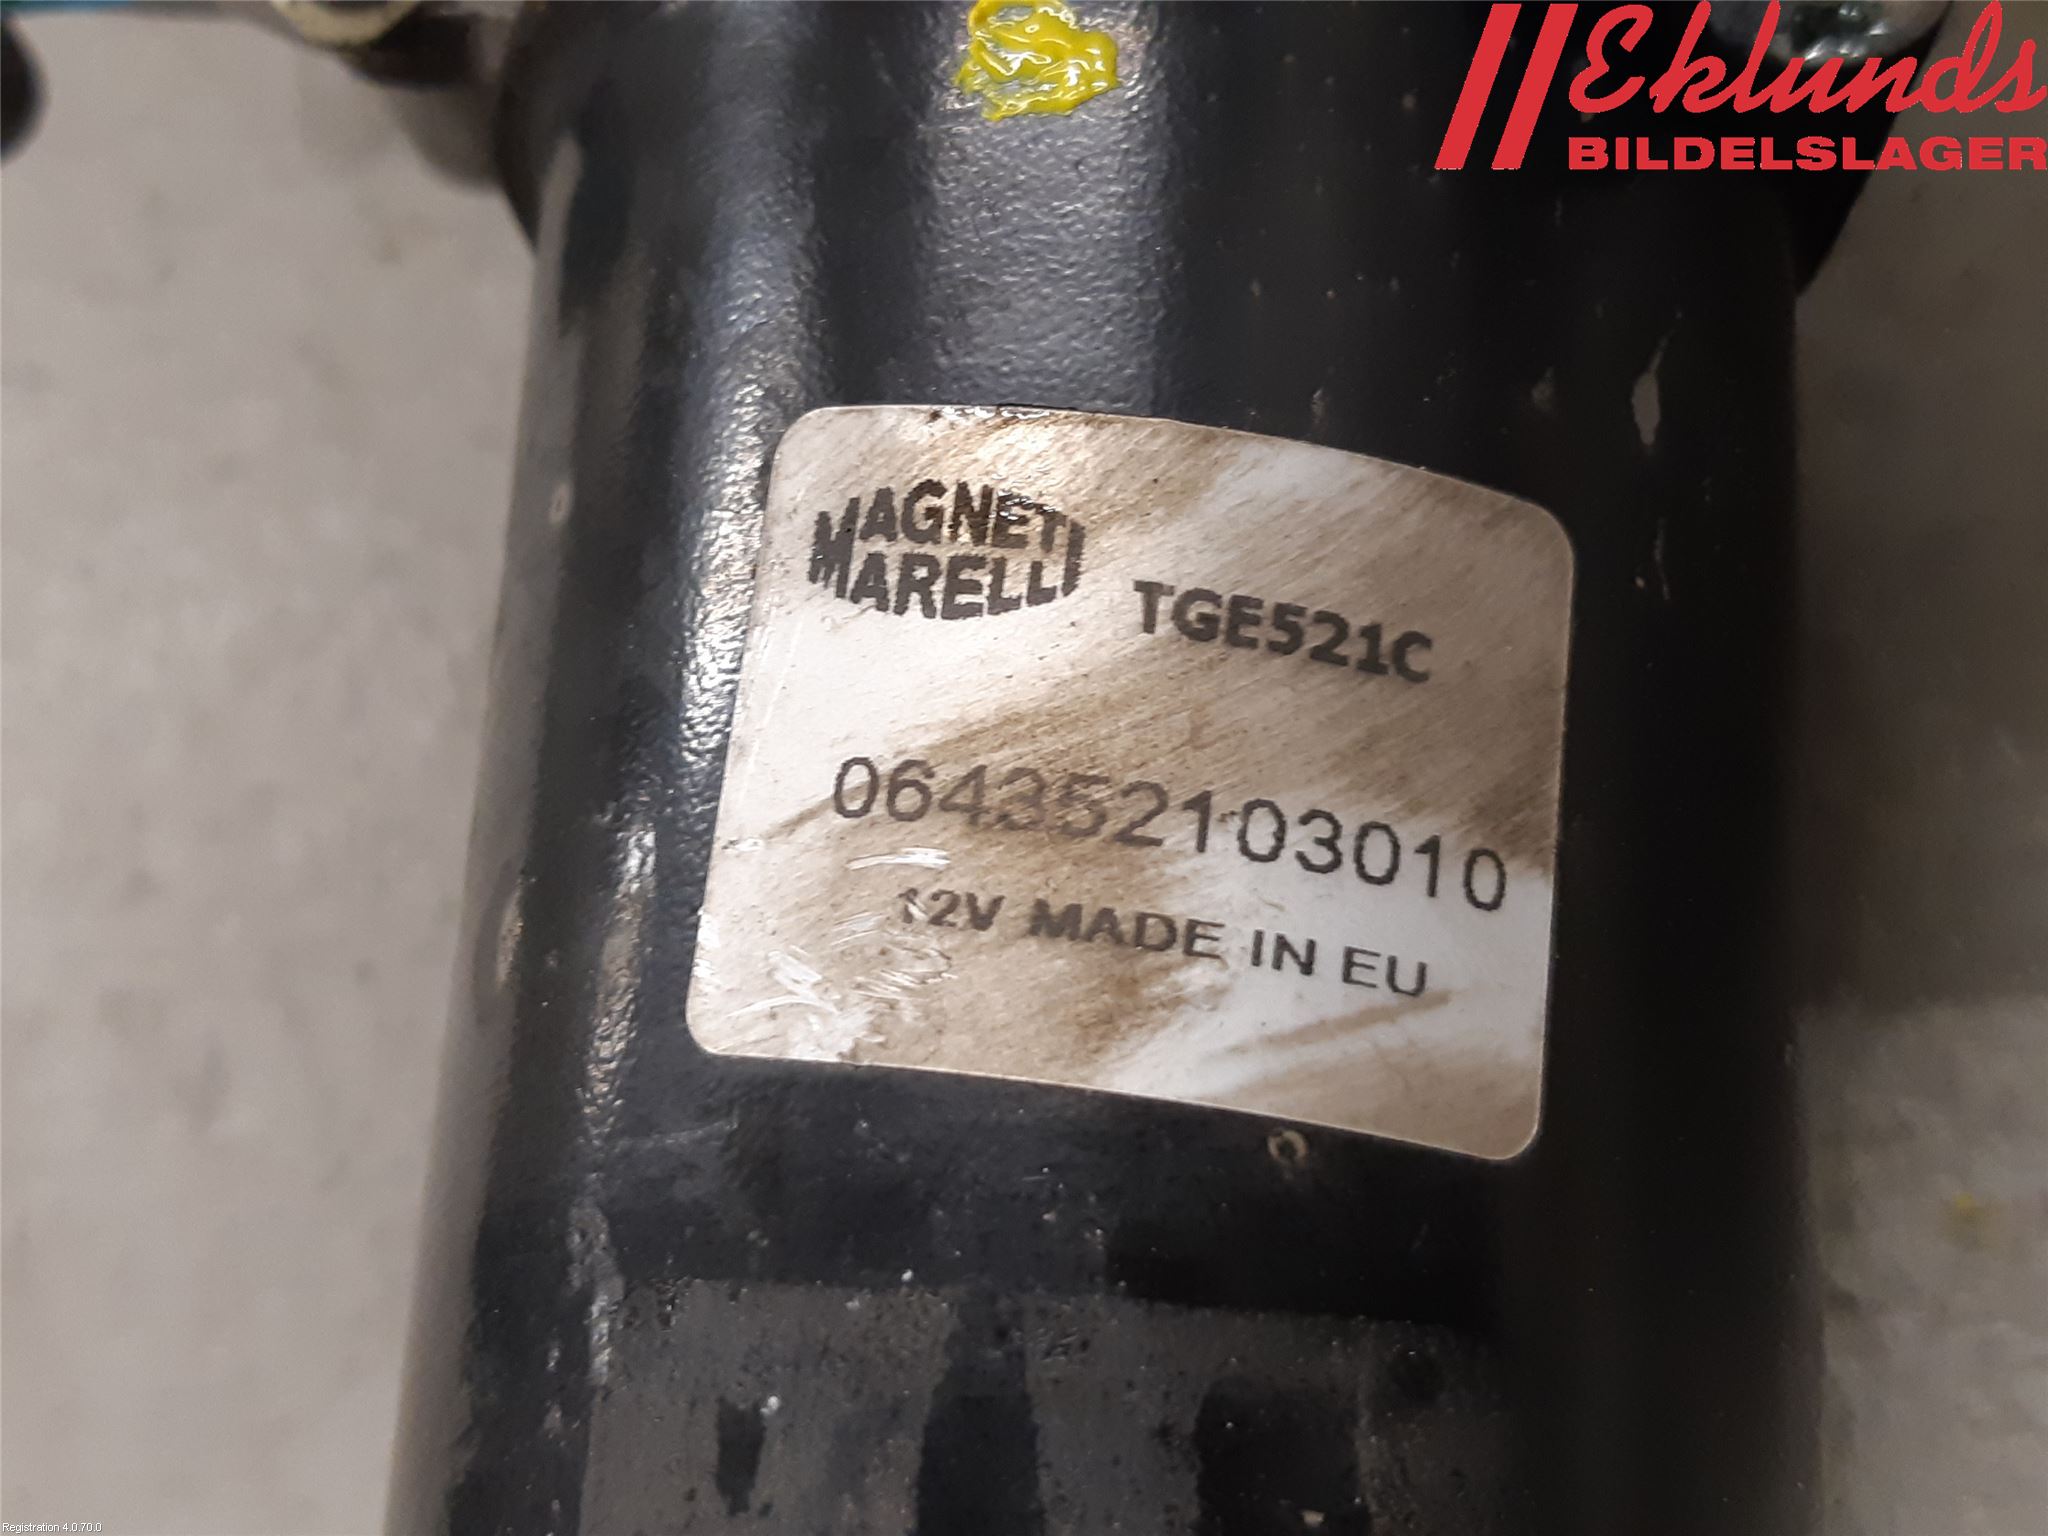 Eklunds
BILDELSLAGER
MAGNETI
MARELLI
TGE521C
064352103010
12V MADE IN EU
Registration 4.0.70.0